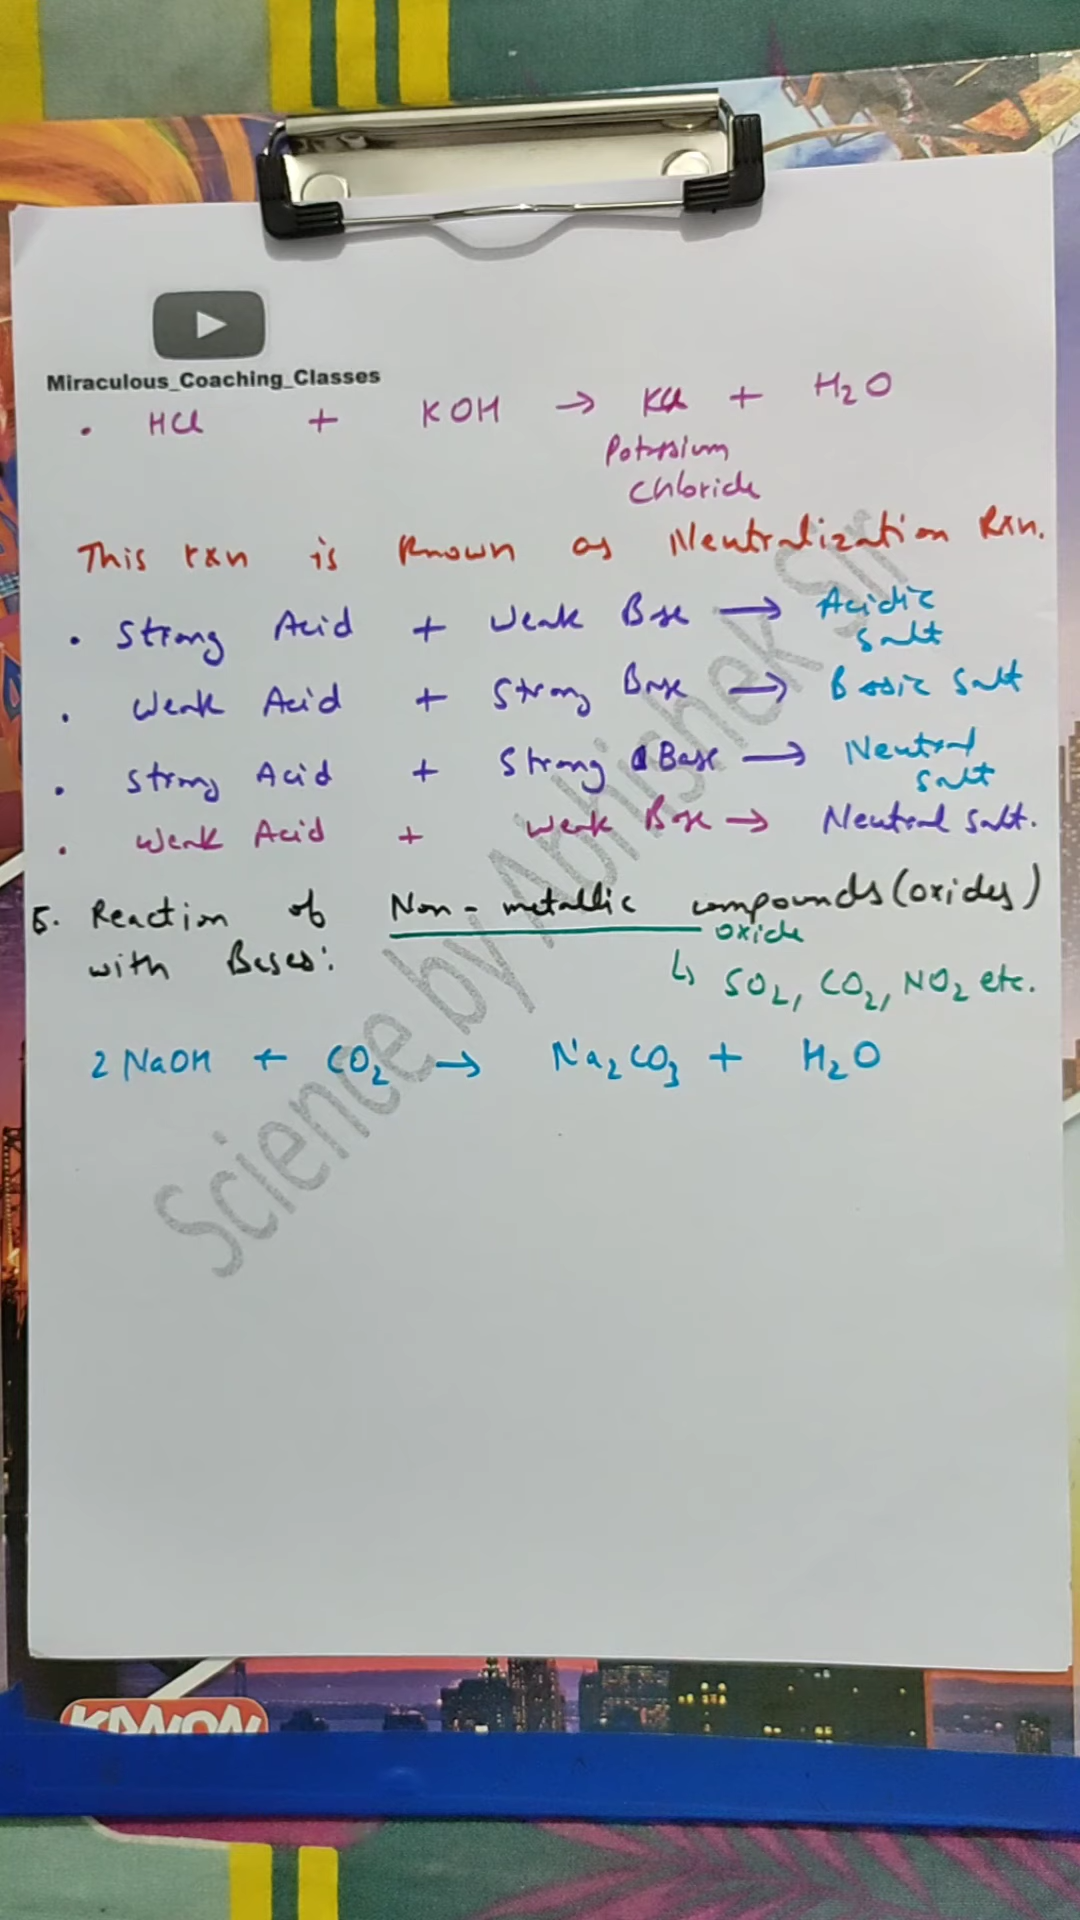 Miraculous_Coaching_Classes
• HCl + KOH → KCl + H₂O
Potassium
Chloride
This rxn is known as Neutralization Rxn.
• Strong Acid + Weak Base → Acidic
Salt
• Weak Acid + Strong Base → Basic Salt
• Strong Acid + Strong Base → Neutral
Salt
• Weak Acid + Weak Base → Neutral Salt.
5. Reaction of Non-metallic compounds (oxides)
oxide
with Bases:
↳ SO₂, CO₂, NO₂ etc.
2 NaOH + CO₂ → Na₂CO₃ + H₂O
Science by Abhishek Sir
KIWON